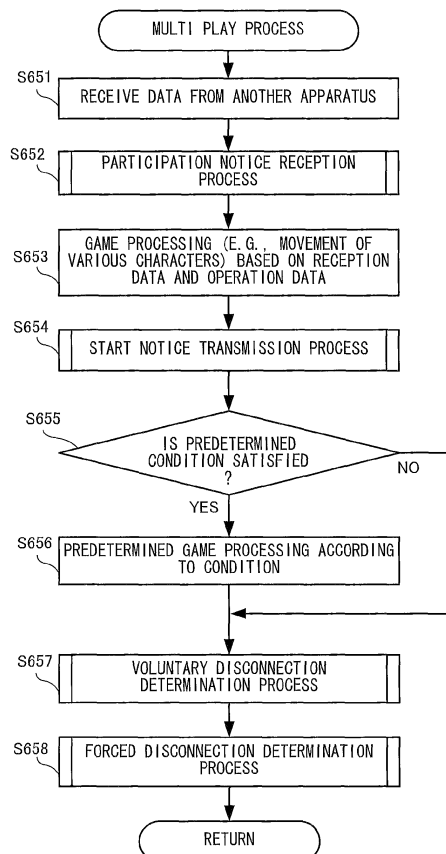 MULTI PLAY PROCESS
S651
RECEIVE DATA FROM ANOTHER APPARATUS
S652
PARTICIPATION NOTICE RECEPTION
PROCESS
S653
GAME PROCESSING (E.G., MOVEMENT OF
VARIOUS CHARACTERS) BASED ON RECEPTION
DATA AND OPERATION DATA
S654
START NOTICE TRANSMISSION PROCESS
S655
IS PREDETERMINED
CONDITION SATISFIED
?
NO
YES
S656
PREDETERMINED GAME PROCESSING ACCORDING
TO CONDITION
S657
VOLUNTARY DISCONNECTION
DETERMINATION PROCESS
S658
FORCED DISCONNECTION DETERMINATION
PROCESS
RETURN